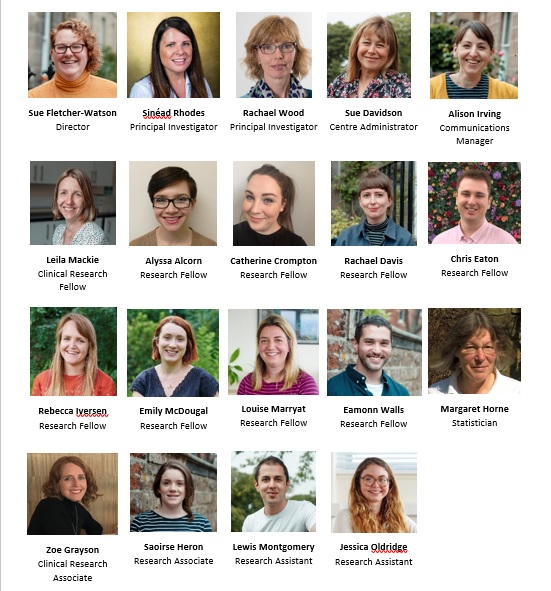 Sue Fletcher-Watson
Director
Sinéad Rhodes
Principal Investigator
Rachael Wood
Principal Investigator
Sue Davidson
Centre Administrator
Alison Irving
Communications
Manager
Leila Mackie
Clinical Research
Fellow
Alyssa Alcorn
Research Fellow
Catherine Crompton
Research Fellow
Rachael Davis
Research Fellow
Chris Eaton
Research Fellow
Rebecca Iversen
Research Fellow
Emily McDougal
Research Fellow
Louise Marryat
Research Fellow
Eamonn Walls
Research Fellow
Margaret Horne
Statistician
Zoe Grayson
Clinical Research
Associate
Saoirse Heron
Research Associate
Lewis Montgomery
Research Assistant
Jessica Oldridge
Research Assistant